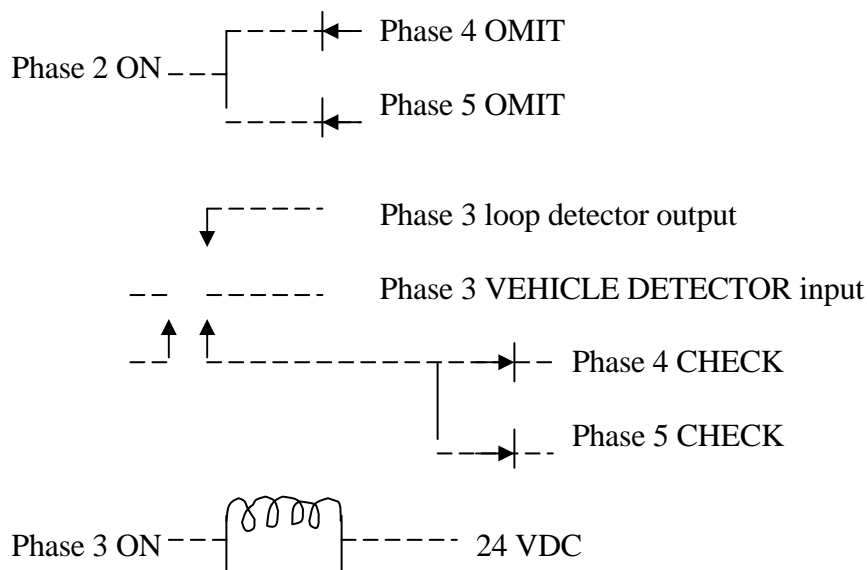 Phase 4 OMIT
Phase 2 ON
Phase 5 OMIT
Phase 3 loop detector output
Phase 3 VEHICLE DETECTOR input
Phase 4 CHECK
Phase 5 CHECK
Phase 3 ON
24 VDC